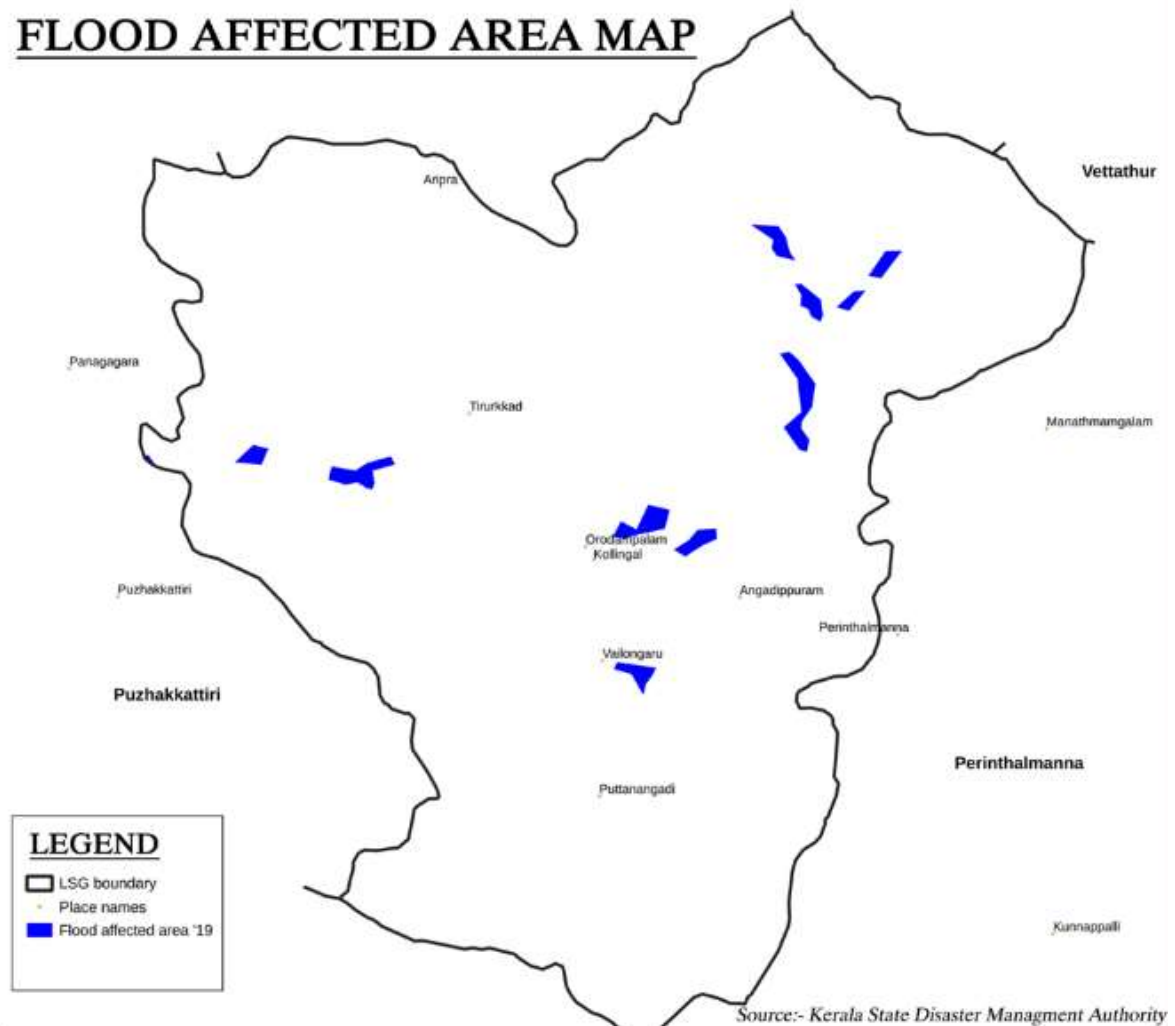 FLOOD AFFECTED AREA MAP
Vettathur
Aripra
Panagagara
Tirurkkad
Manathmamgalam
Orodampalam
Kollingal
Puzhakkattiri
Angadippuram
Perinthalmanna
Vailongaru
Puzhakkattiri
Perinthalmanna
Puttanangadi
LEGEND
LSG boundary
Place names
Flood affected area '19
Kunnappalli
Source:- Kerala State Disaster Managment Authority